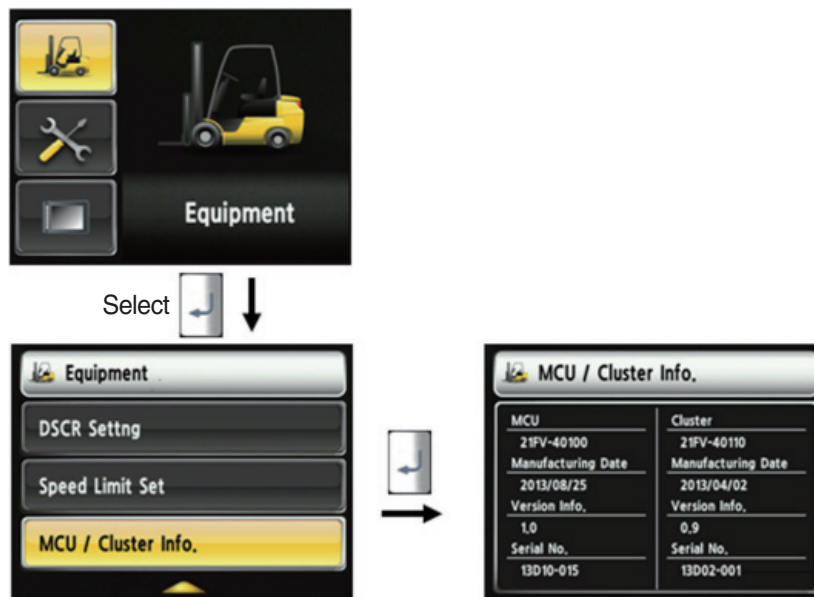 Equipment
Select
Equipment
DSCR Settng
Speed Limit Set
MCU / Cluster Info.
MCU / Cluster Info.
MCU
21FV-40100
Manufacturing Date
2013/08/25
Version Info.
1.0
Serial No.
13D10-015
Cluster
21FV-40110
Manufacturing Date
2013/04/02
Version Info.
0.9
Serial No.
13D02-001